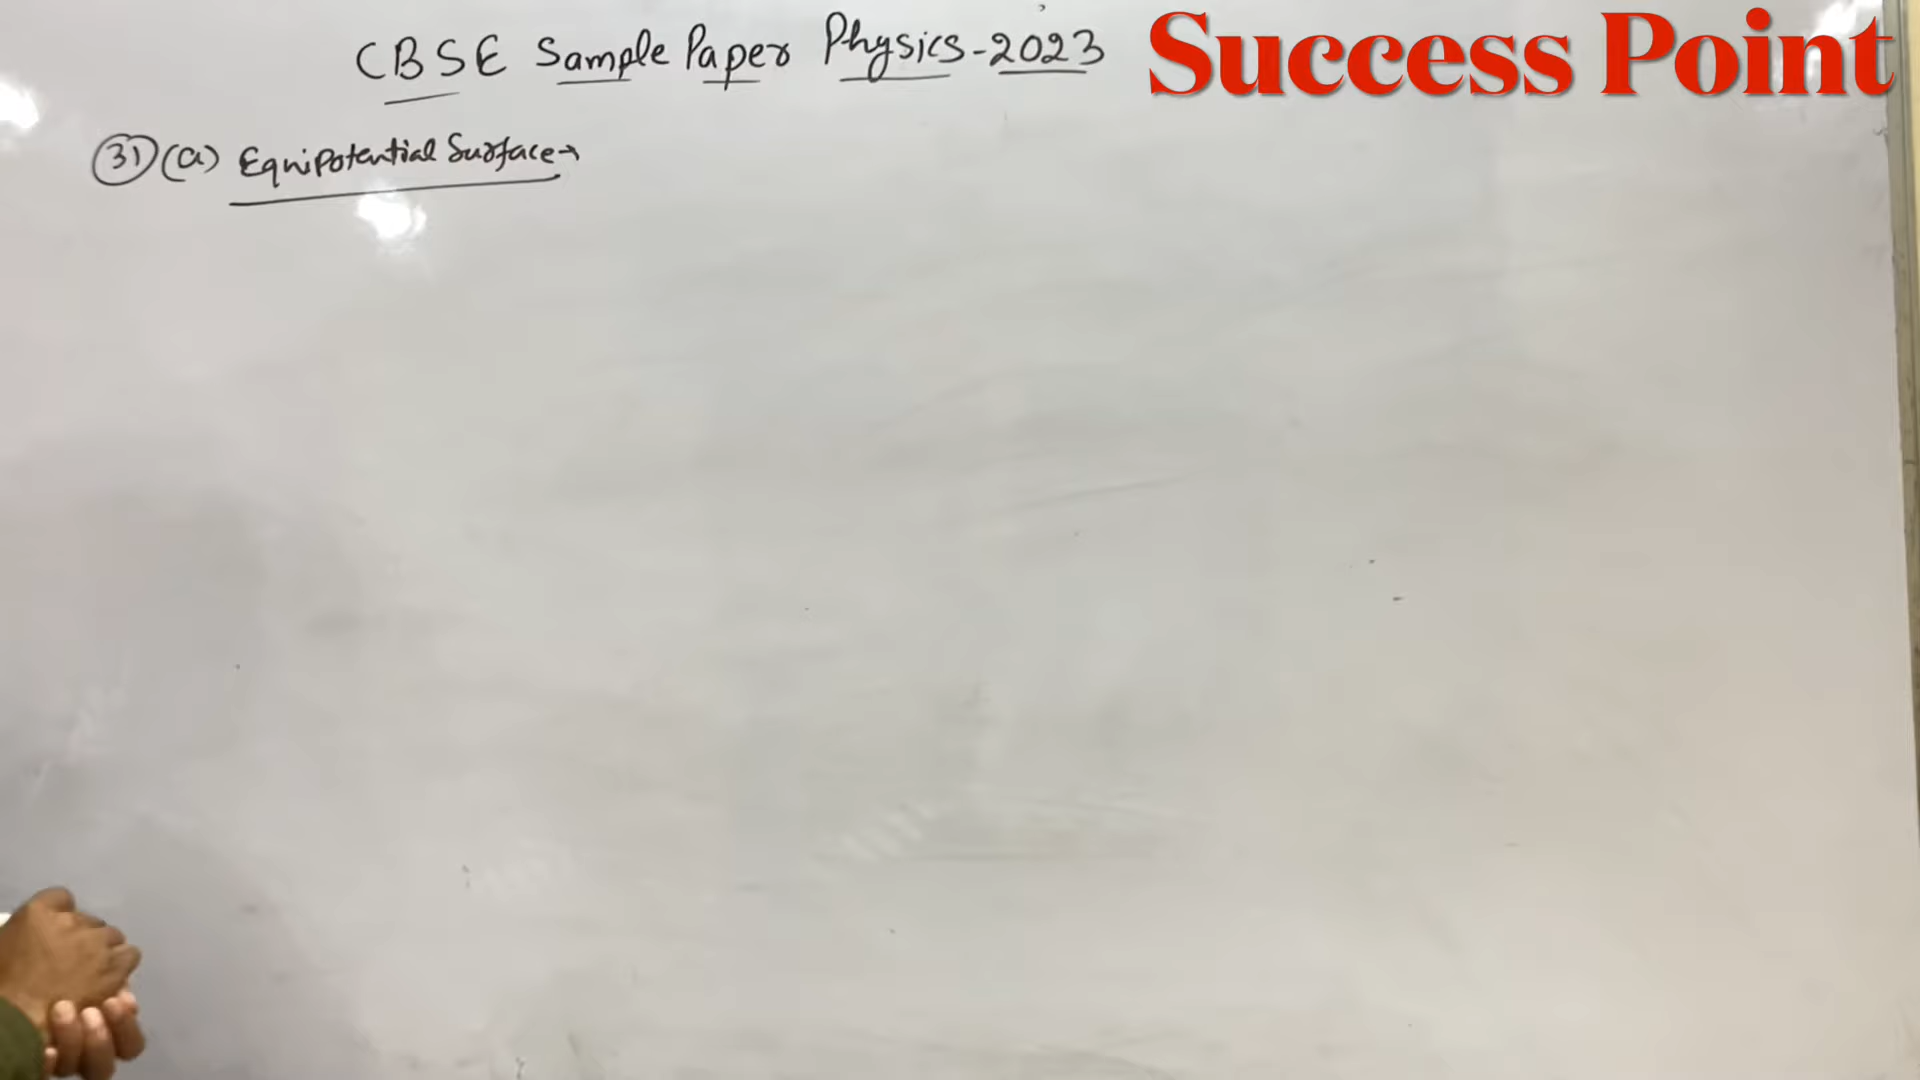 CBSE Sample Paper Physics-2023
Success Point
31 (a) Equipotential Surface→